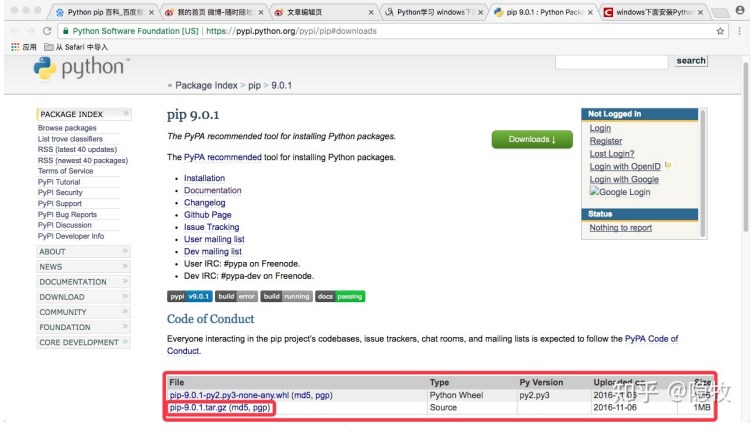 Python pip 百科_百度搜
我的首页 微博-随时随地
文章编辑页
Python学习 windows下
pip 9.0.1 : Python Packa
windows下面安装Python
Python Software Foundation [US] https://pypi.python.org/pypi/pip#downloads
应用 从 Safari 中导入
python™
search
» Package Index > pip > 9.0.1
PACKAGE INDEX »
Browse packages
List trove classifiers
RSS (latest 40 updates)
RSS (newest 40 packages)
Terms of Service
PyPI Tutorial
PyPI Security
PyPI Support
PyPI Bug Reports
PyPI Discussion
PyPI Developer Info
ABOUT »
NEWS »
DOCUMENTATION »
DOWNLOAD »
COMMUNITY »
FOUNDATION »
CORE DEVELOPMENT »
pip 9.0.1
The PyPA recommended tool for installing Python packages.
Downloads ↓
The PyPA recommended tool for installing Python packages.
• Installation
• Documentation
• Changelog
• Github Page
• Issue Tracking
• User mailing list
• Dev mailing list
• User IRC: #pypa on Freenode.
• Dev IRC: #pypa-dev on Freenode.
pypi v9.0.1 build error build running docs passing
Code of Conduct
Everyone interacting in the pip project's codebases, issue trackers, chat rooms, and mailing lists is expected to follow the PyPA Code of
Conduct.
Not Logged In
Login
Register
Lost Login?
Login with OpenID
Login with Google
Google Login
Status
Nothing to report
File Type Py Version Uploaded on Size
pip-9.0.1-py2.py3-none-any.whl (md5, pgp) Python Wheel py2.py3 2016-11-06
pip-9.0.1.tar.gz (md5, pgp) Source 2016-11-06 1MB
知乎 @隐牧